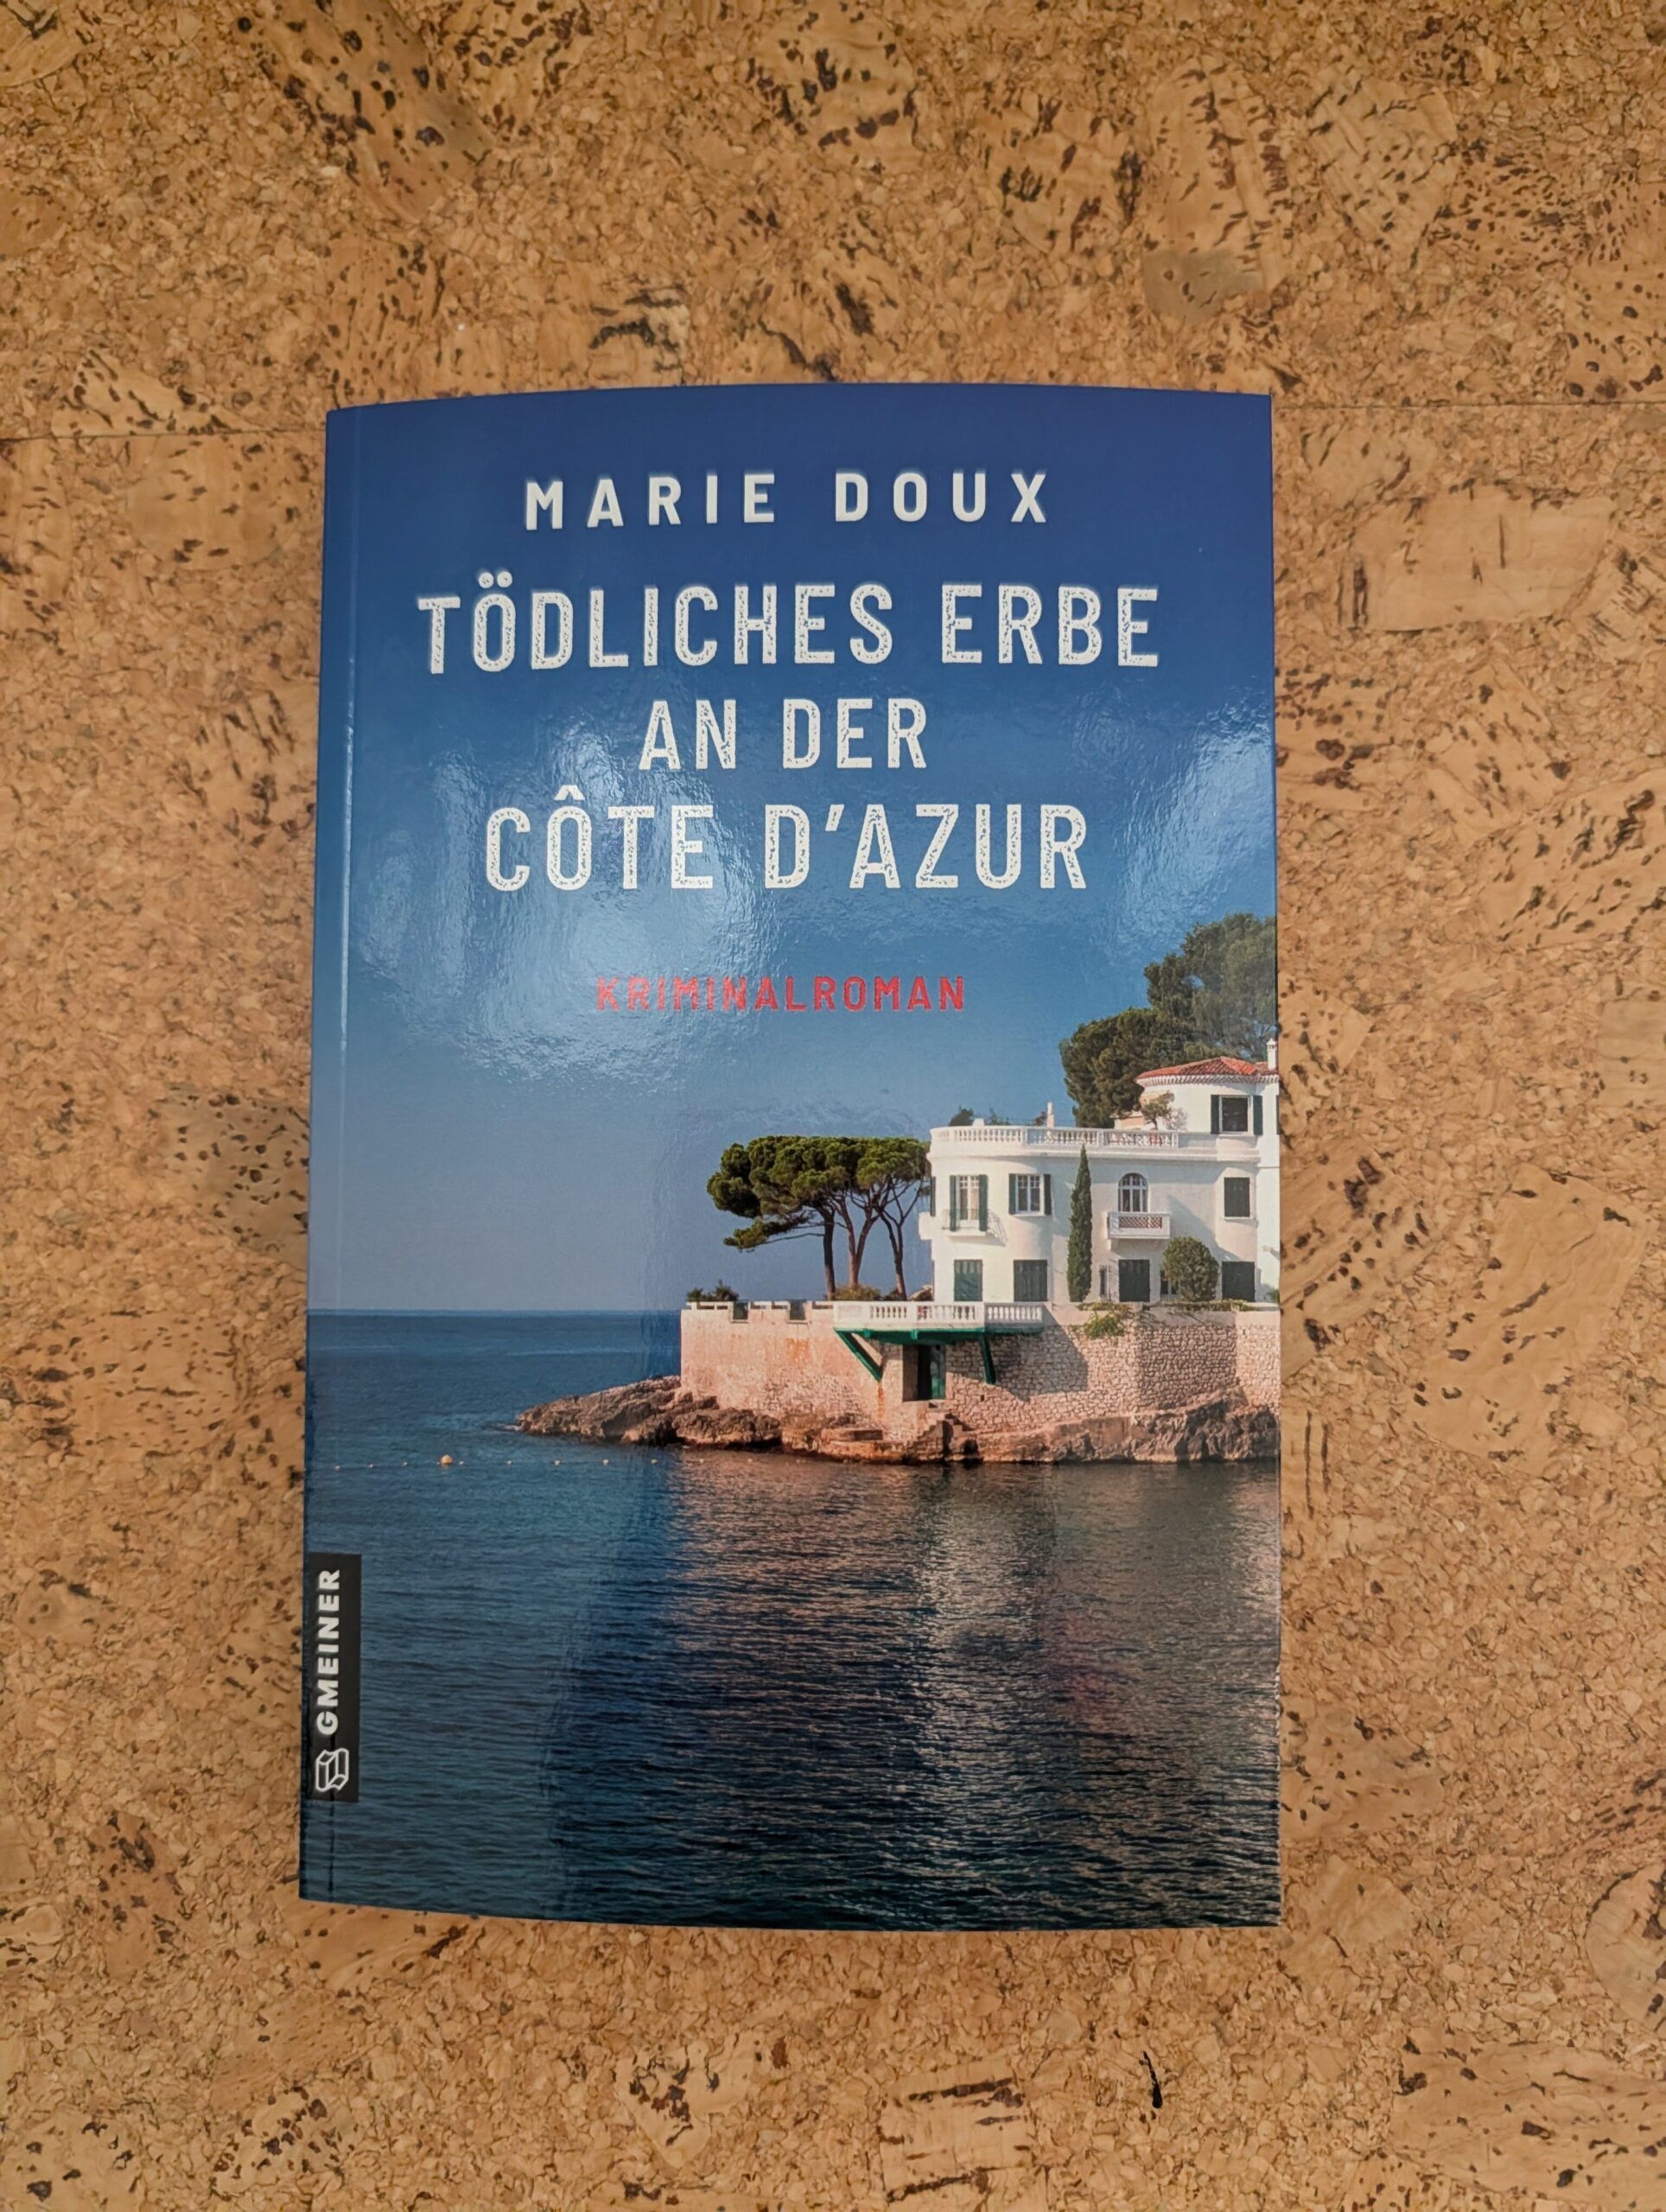 MARIE DOUX
TÖDLICHES ERBE
AN DER
CÔTE D'AZUR
KRIMINALROMAN
GMEINER